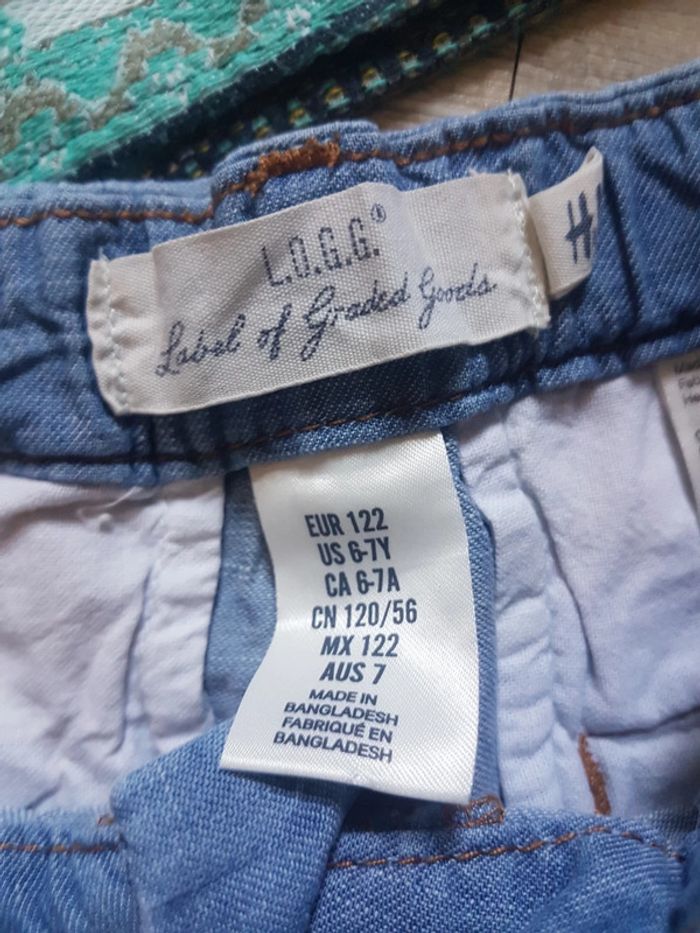 L.O.G.G.®
Label of Graded Goods
H
EUR 122
US 6-7Y
CA 6-7A
CN 120/56
MX 122
AUS 7
MADE IN
BANGLADESH
FABRIQUÉ EN
BANGLADESH